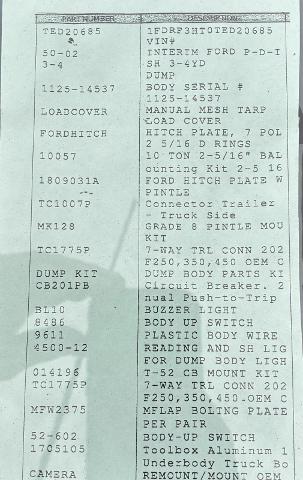 PART NUMBER DESCRIPTION
TED20685 1FDRF3HT0TED20685
VIN#
50-02 INTERIM FORD P-D-I
3-4 SH 3-4YD
DUMP
BODY SERIAL #
1125-14537 1125-14537
MANUAL MESH TARP
LOADCOVER LOAD COVER
FORDHITCH HITCH PLATE, 7 POL
2 5/16 D RINGS
10057 10 TON 2-5/16" BAL
ounting Kit 2-5 16
1809031A FORD HITCH PLATE W
PINTLE
TC1007P Connector Trailer
- Truck Side
MK128 GRADE 8 PINTLE MOU
KIT
TC1775P 7-WAY TRL CONN 202
F250,350,450 OEM C
DUMP KIT DUMP BODY PARTS KI
CB201PB Circuit Breaker. 2
nual Push-to-Trip
BL10 BUZZER LIGHT
8486 BODY UP SWITCH
9611 PLASTIC BODY WIRE
4500-12 READING AND SH LIG
FOR DUMP BODY LIGH
014196 T-52 CB MOUNT KIT
TC1775P 7-WAY TRL CONN 202
F250,350,450 OEM C
MFW2375 MFLAP BOLTNG PLATE
PER PAIR
52-602 BODY-UP SWITCH
1705105 Toolbox Aluminum 1
Underbody Truck Bo
CAMERA REMOUNT/MOUNT OEM